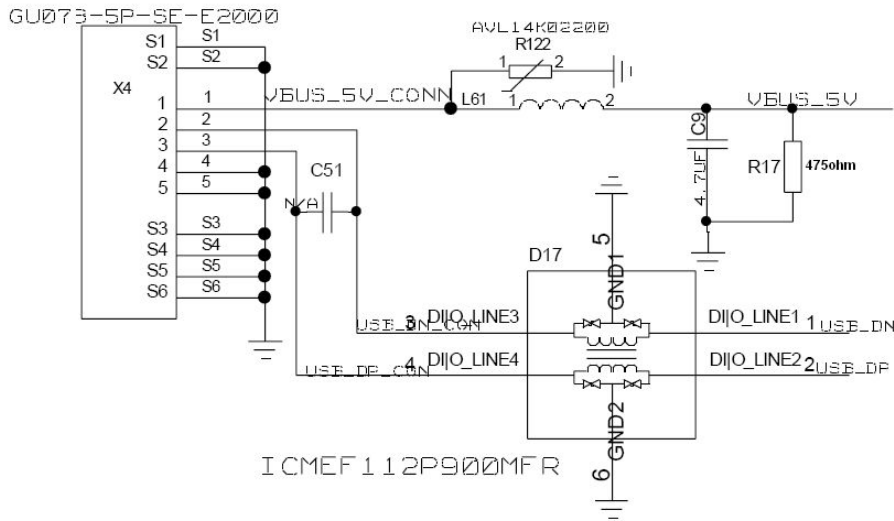 GU073-5P-SE-E2000
AVL14K02200
S1 S1
S2 S2
X4
R122
1 2
1 1 VBUS_5V_CONN L61 1 2 VBUS_5V
2 2
3 3
4 4
5 5
C51
N/A
C9
4.7UF
R17 475ohm
S3 S3
S4 S4
S5 S5
S6 S6
D17
5
GND1
USB_DN_CON 3 DI|O_LINE3 DI|O_LINE1 1 USB_DN
USB_DP_CON 4 DI|O_LINE4 DI|O_LINE2 2 USB_DP
GND2
6
ICMEF112P900MFR